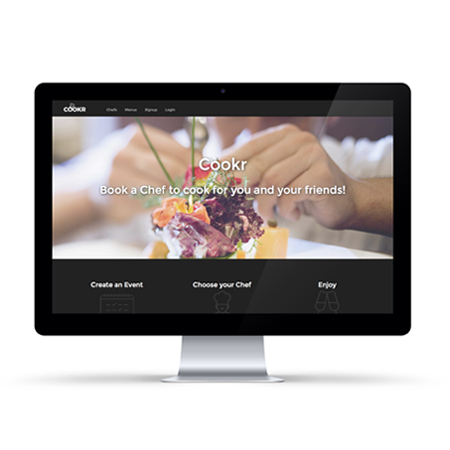 COOKR Chefs Menus Signup Login
Cookr
Book a Chef to cook for you and your friends!
Create an Event Choose your Chef Enjoy